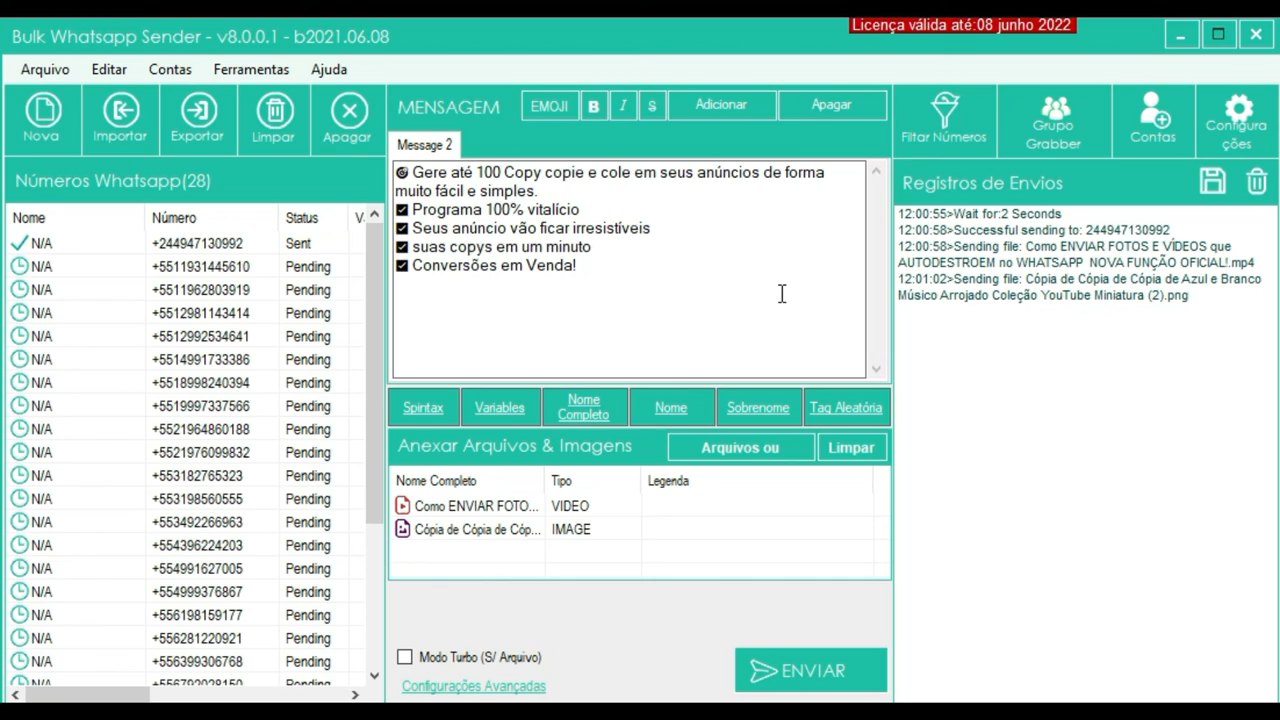 Licença válida até:08 junho 2022
Bulk Whatsapp Sender - v8.0.0.1 - b2021.06.08
Arquivo Editar Contas Ferramentas Ajuda
Nova Importar Exportar Limpar Apagar
MENSAGEM EMOJI B I S Adicionar Apagar
Filtar Números Grupo Grabber Contas Configura ções
Números Whatsapp(28)
Nome Número Status V
N/A +244947130992 Sent
N/A +5511931445610 Pending
N/A +5511962803919 Pending
N/A +5512981143414 Pending
N/A +5512992534641 Pending
N/A +5514991733386 Pending
N/A +5518998240394 Pending
N/A +5519997337566 Pending
N/A +5521964860188 Pending
N/A +5521976099832 Pending
N/A +553182765323 Pending
N/A +553198560555 Pending
N/A +553492266963 Pending
N/A +554396224203 Pending
N/A +554991627005 Pending
N/A +554999376867 Pending
N/A +556198159177 Pending
N/A +556281220921 Pending
N/A +556399306768 Pending
N/A +556792028150 Pending
Message 2
Gere até 100 Copy copie e cole em seus anúncios de forma
muito fácil e simples.
Programa 100% vitalício
Seus anúncio vão ficar irresistíveis
suas copys em um minuto
Conversões em Venda!
Spintax Variables Nome Completo Nome Sobrenome Tag Aleatória
Anexar Arquivos & Imagens Arquivos ou Limpar
Nome Completo Tipo Legenda
Como ENVIAR FOTO... VIDEO
Cópia de Cópia de Cóp... IMAGE
Modo Turbo (S/ Arquivo)
Configurações Avançadas
ENVIAR
Registros de Envios
12:00:55>Wait for:2 Seconds
12:00:58>Successful sending to: 244947130992
12:00:58>Sending file: Como ENVIAR FOTOS E VÍDEOS que
AUTODESTROEM no WHATSAPP NOVA FUNÇÃO OFICIAL!.mp4
12:01:02>Sending file: Cópia de Cópia de Cópia de Azul e Branco
Músico Arrojado Coleção YouTube Miniatura (2).png